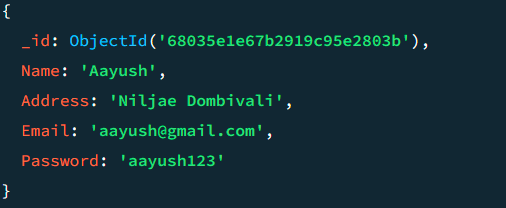 {
_id: ObjectId('68035e1e67b2919c95e2803b'),
Name: 'Aayush',
Address: 'Niljae Dombivali',
Email: 'aayush@gmail.com',
Password: 'aayush123'
}